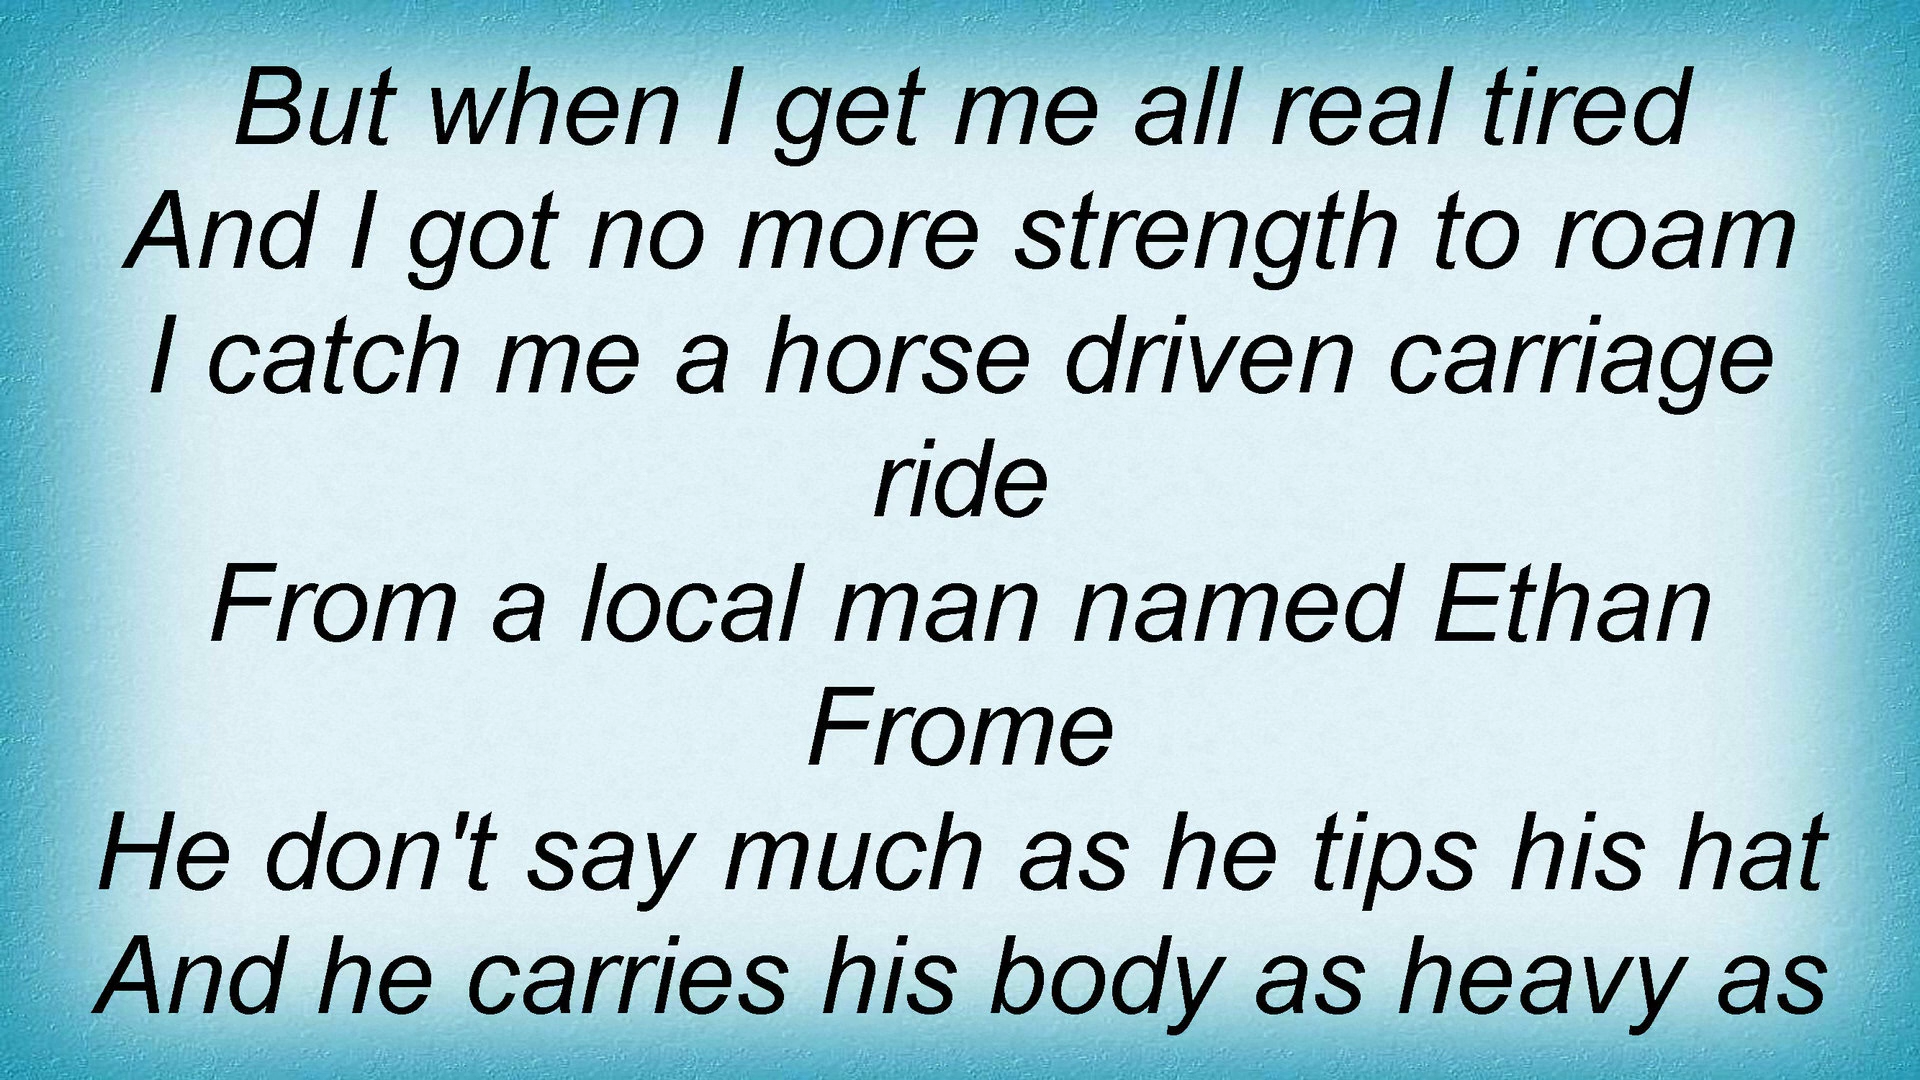 But when I get me all real tired
And I got no more strength to roam
I catch me a horse driven carriage
ride
From a local man named Ethan
Frome
He don't say much as he tips his hat
And he carries his body as heavy as